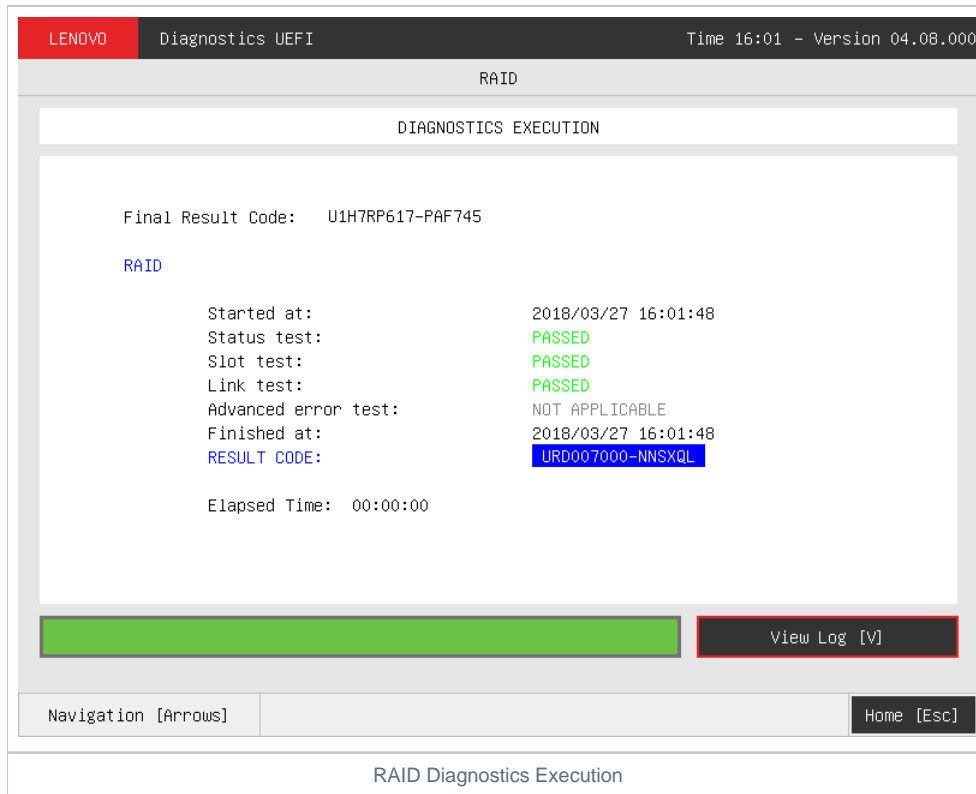 LENOVO Diagnostics UEFI Time 16:01 - Version 04.08.000
RAID
DIAGNOSTICS EXECUTION
Final Result Code: U1H7RP617-PAF745
RAID
Started at: 2018/03/27 16:01:48
Status test: PASSED
Slot test: PASSED
Link test: PASSED
Advanced error test: NOT APPLICABLE
Finished at: 2018/03/27 16:01:48
RESULT CODE: URD007000-NNSXQL
Elapsed Time: 00:00:00
View Log [V]
Navigation [Arrows] Home [Esc]
RAID Diagnostics Execution